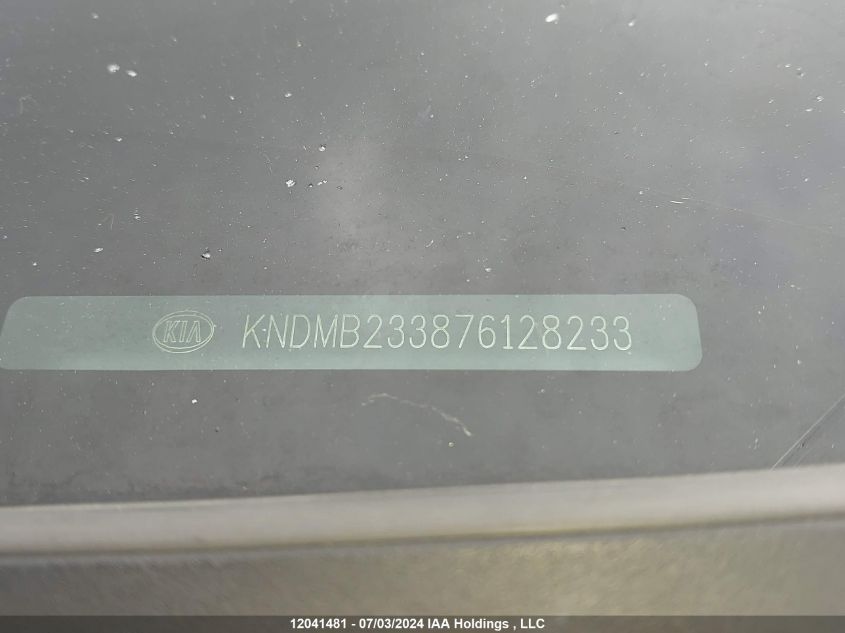 KIA KNDMB233876128233
12041481 - 07/03/2024 IAA Holdings , LLC